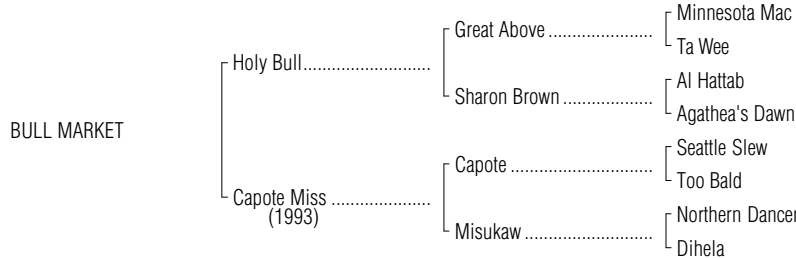 Minnesota Mac
Great Above
Ta Wee
Holy Bull
Al Hattab
Sharon Brown
Agathea's Dawn
BULL MARKET
Seattle Slew
Capote
Too Bald
Capote Miss
(1993)
Northern Dancer
Misukaw
Dihela